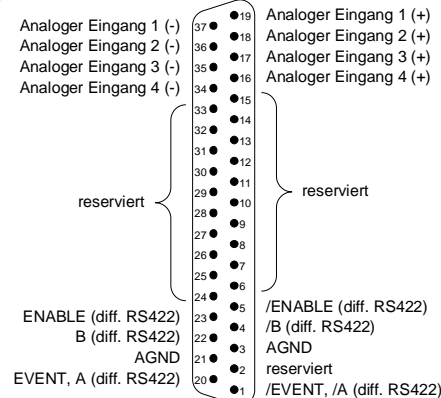 Analoger Eingang 1 (-) 37 19 Analoger Eingang 1 (+)
Analoger Eingang 2 (-) 36 18 Analoger Eingang 2 (+)
Analoger Eingang 3 (-) 35 17 Analoger Eingang 3 (+)
Analoger Eingang 4 (-) 34 16 Analoger Eingang 4 (+)
33 15
32 14
31 13
30 12
29 11
reserviert 28 10 reserviert
27 9
26 8
25 7
24 6
ENABLE (diff. RS422) 23 5 /ENABLE (diff. RS422)
B (diff. RS422) 22 4 /B (diff. RS422)
AGND 21 3 AGND
EVENT, A (diff. RS422) 20 2 reserviert
1 /EVENT, /A (diff. RS422)